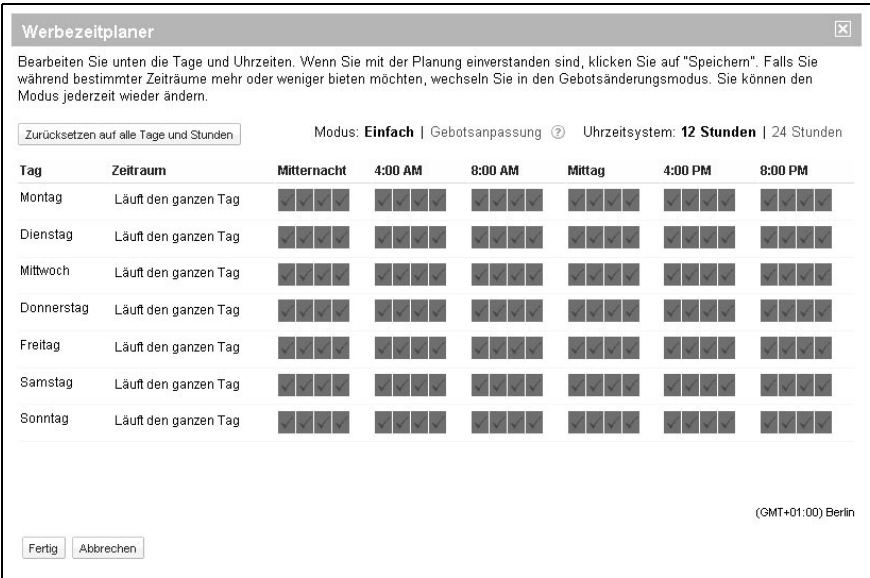 Werbezeitplaner
Bearbeiten Sie unten die Tage und Uhrzeiten. Wenn Sie mit der Planung einverstanden sind, klicken Sie auf "Speichern". Falls Sie
während bestimmter Zeiträume mehr oder weniger bieten möchten, wechseln Sie in den Gebotsänderungsmodus. Sie können den
Modus jederzeit wieder ändern.
Zurücksetzen auf alle Tage und Stunden Modus: Einfach | Gebotsanpassung ? Uhrzeitsystem: 12 Stunden | 24 Stunden
Tag Zeitraum Mitternacht 4:00 AM 8:00 AM Mittag 4:00 PM 8:00 PM
Montag Läuft den ganzen Tag
Dienstag Läuft den ganzen Tag
Mittwoch Läuft den ganzen Tag
Donnerstag Läuft den ganzen Tag
Freitag Läuft den ganzen Tag
Samstag Läuft den ganzen Tag
Sonntag Läuft den ganzen Tag
(GMT+01:00) Berlin
Fertig Abbrechen